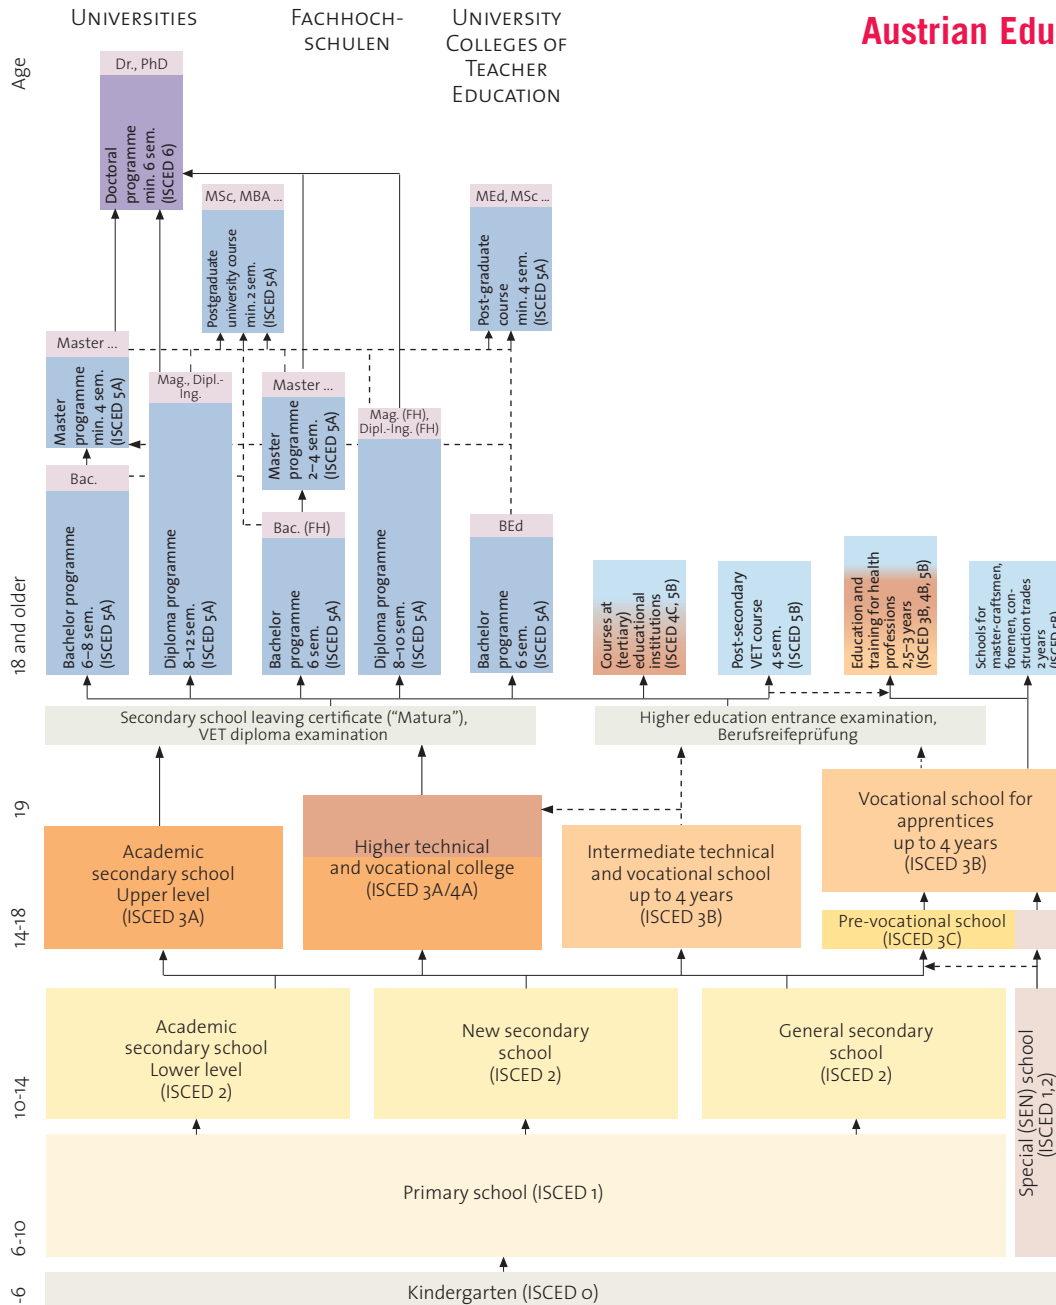 Austrian Edu
UNIVERSITIES
FACHHOCH-
SCHULEN
UNIVERSITY
COLLEGES OF
TEACHER
EDUCATION
Age
Dr., PhD
Doctoral
programme
min. 6 sem.
(ISCED 6)
MSc, MBA ...
Postgraduate
university course
min. 2 sem.
(ISCED 5A)
MEd, MSc ...
Post-graduate
course
min. 4 sem.
(ISCED 5A)
Master ...
Master
programme
min. 4 sem.
(ISCED 5A)
Mag., Dipl.-
Ing.
Diploma programme
8–12 sem.
(ISCED 5A)
Master ...
Master
programme
2–4 sem.
(ISCED 5A)
Mag. (FH),
Dipl.-Ing. (FH)
Diploma programme
8–10 sem.
(ISCED 5A)
Bac.
Bachelor programme
6–8 sem.
(ISCED 5A)
Bac. (FH)
Bachelor
programme
6 sem.
(ISCED 5A)
BEd
Bachelor
programme
6 sem.
(ISCED 5A)
Courses at
(tertiary)
educational
institutions
(ISCED 4C, 5B)
Post-secondary
VET course
4 sem.
(ISCED 5B)
Education and
training for health
professions
2,5–3 years
(ISCED 3B, 4B, 5B)
Schools for
master-craftsmen,
foremen, con-
struction trades
2 years
(ISCED 5B)
18 and older
Secondary school leaving certificate (“Matura”),
VET diploma examination
Higher education entrance examination,
Berufsreifeprüfung
19
14-18
Academic
secondary school
Upper level
(ISCED 3A)
Higher technical
and vocational college
(ISCED 3A/4A)
Intermediate technical
and vocational school
up to 4 years
(ISCED 3B)
Vocational school for
apprentices
up to 4 years
(ISCED 3B)
Pre-vocational school
(ISCED 3C)
10-14
Academic
secondary school
Lower level
(ISCED 2)
New secondary
school
(ISCED 2)
General secondary
school
(ISCED 2)
Special (SEN) school
(ISCED 1,2)
6-10
Primary school (ISCED 1)
-6
Kindergarten (ISCED 0)